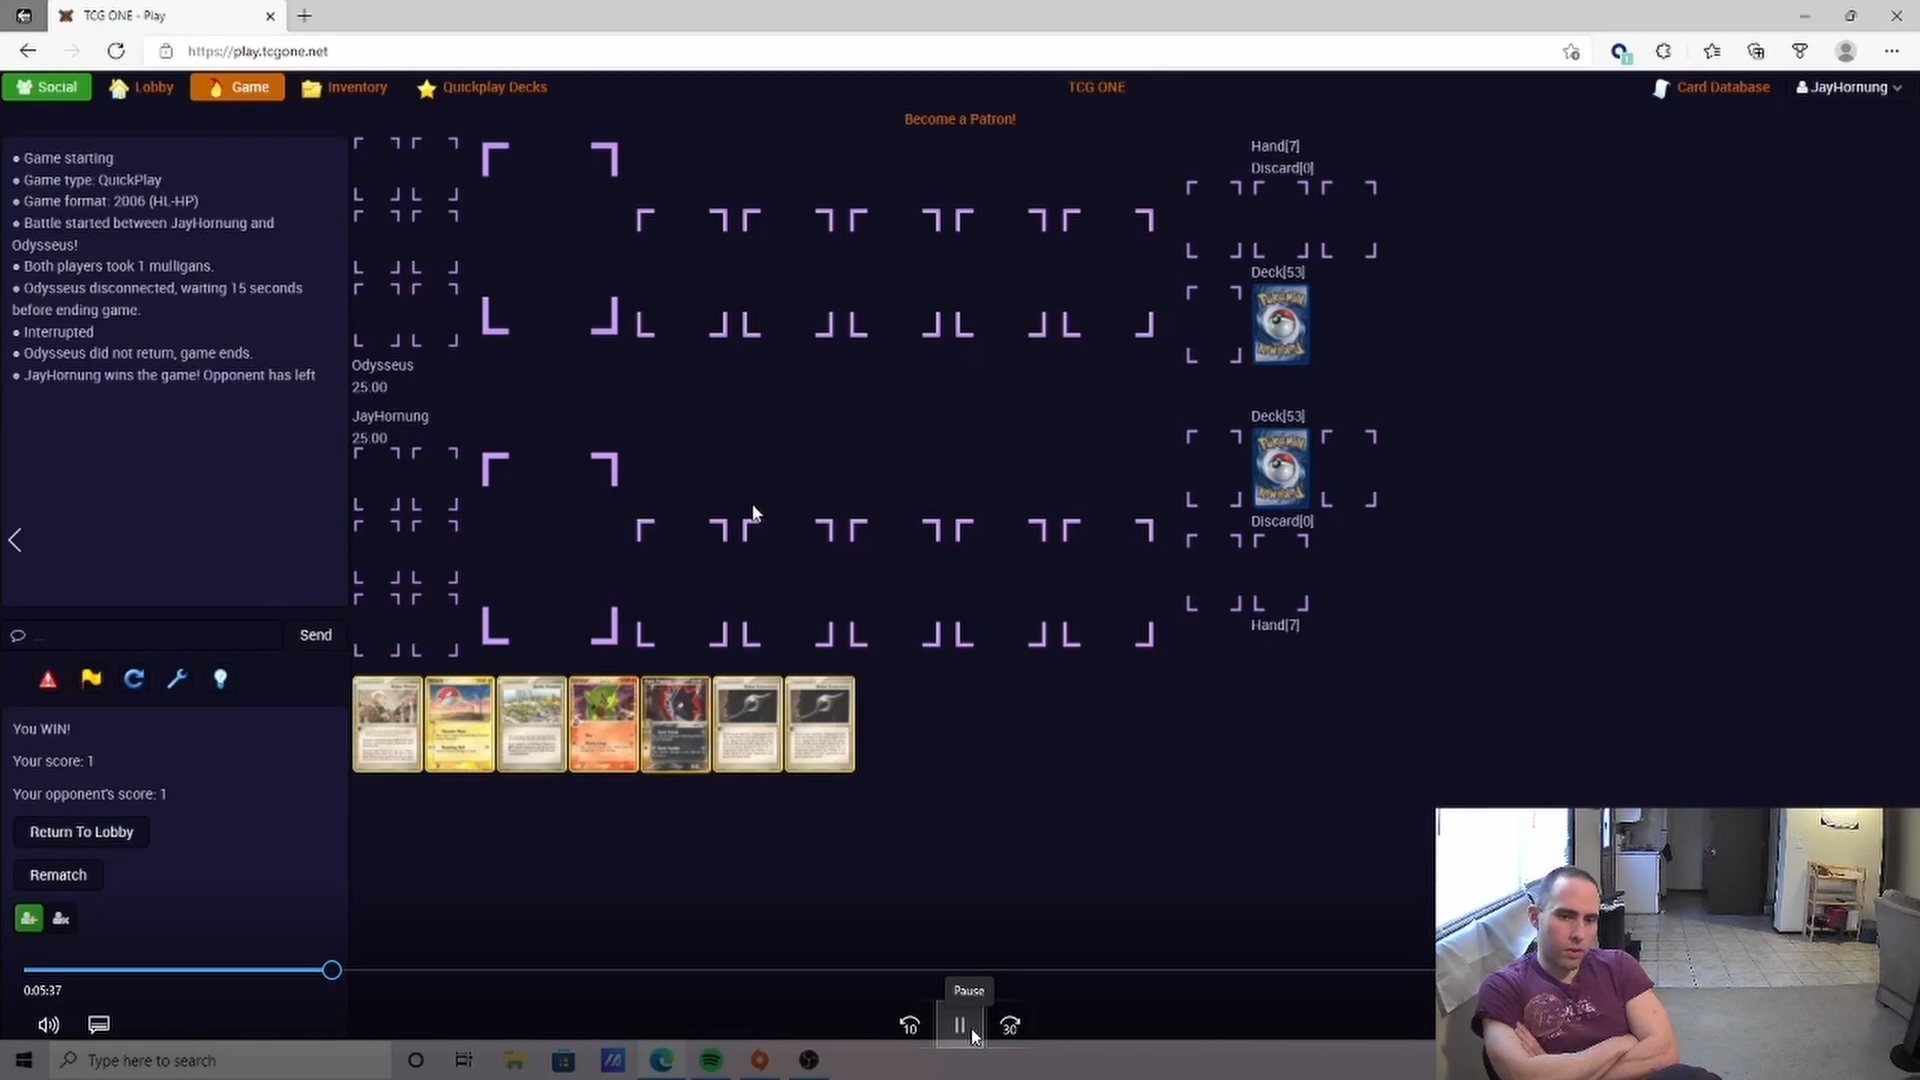 TCG ONE - Play
https://play.tcgone.net
Social
Lobby
Game
Inventory
Quickplay Decks
TCG ONE
Card Database
JayHornung
Become a Patron!
● Game starting
● Game type: QuickPlay
● Game format: 2006 (HL-HP)
● Battle started between JayHornung and
Odysseus!
● Both players took 1 mulligans.
● Odysseus disconnected, waiting 15 seconds
before ending game.
● Interrupted
● Odysseus did not return, game ends.
● JayHornung wins the game! Opponent has left
Hand[7]
Discard[0]
Deck[53]
Odysseus
25:00
JayHornung
25:00
Deck[53]
Discard[0]
Hand[7]
...
Send
You WIN!
Your score: 1
Your opponent's score: 1
Return To Lobby
Rematch
0:05:37
Pause
10
30
Type here to search